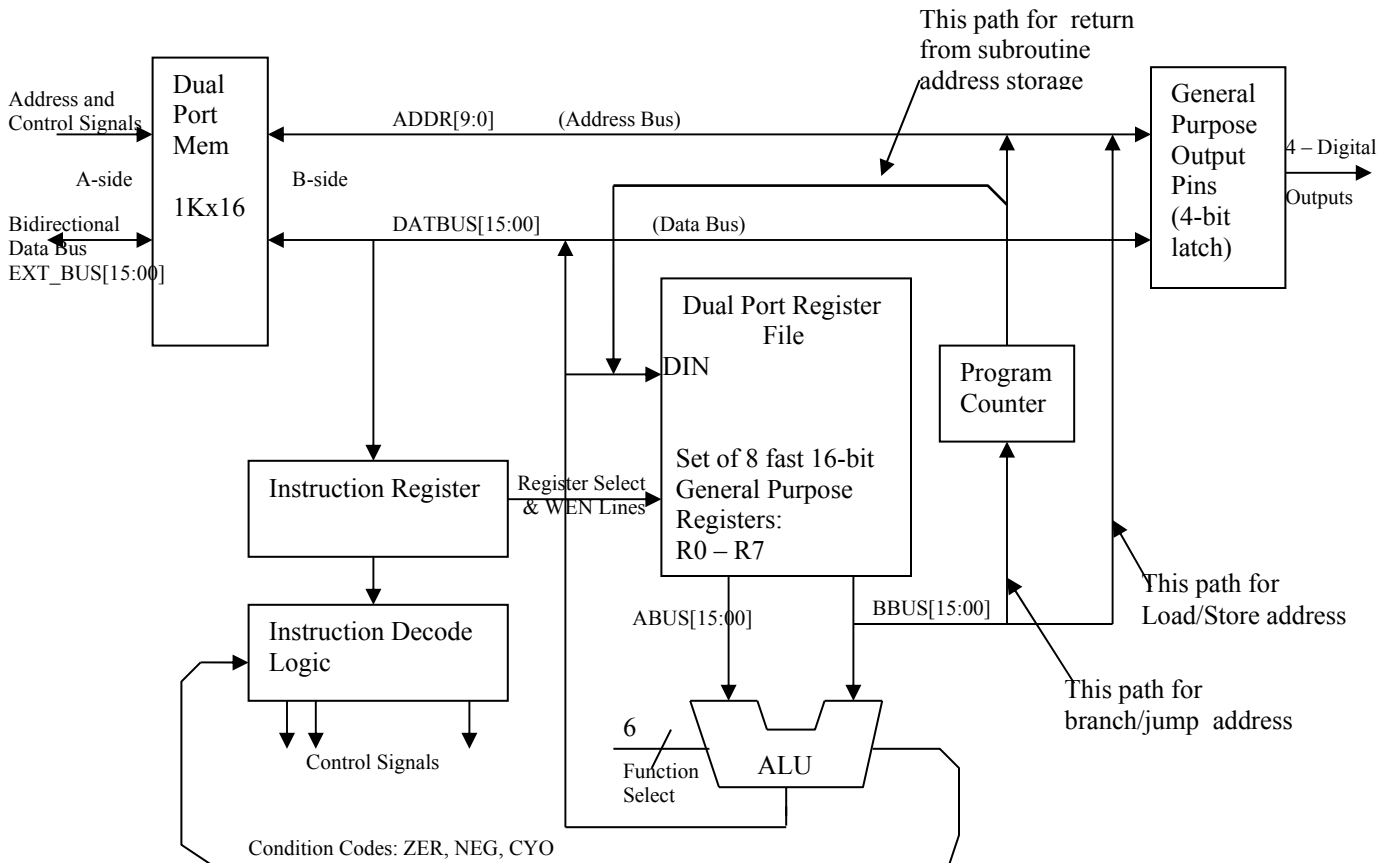 This path for return
from subroutine
address storage
Dual
Port
Mem
1Kx16
Address and
Control Signals
A-side
B-side
Bidirectional
Data Bus
EXT_BUS[15:00]
ADDR[9:0]
(Address Bus)
DATBUS[15:00]
(Data Bus)
General
Purpose
Output
Pins
(4-bit
latch)
4 – Digital
Outputs
Dual Port Register
File
DIN
Set of 8 fast 16-bit
General Purpose
Registers:
R0 – R7
Program
Counter
Instruction Register
Register Select
& WEN Lines
Instruction Decode
Logic
Control Signals
ABUS[15:00]
BBUS[15:00]
This path for
Load/Store address
This path for
branch/jump address
6
Function
Select
ALU
Condition Codes: ZER, NEG, CYO